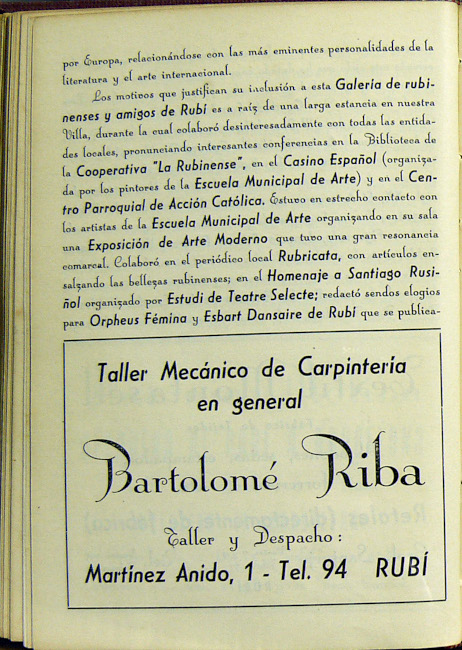 por Europa, relacionándose con las más eminentes personalidades de la
literatura y el arte internacional.
Los motivos que justifican su inclusión a esta Galería de rubi-
nenses y amigos de Rubí es a raíz de una larga estancia en nuestra
Villa, durante la cual colaboró desinteresadamente con todas las entida-
des locales, pronunciando interesantes conferencias en la Biblioteca de
la Cooperativa "La Rubinense", en el Casino Español (organiza-
da por los pintores de la Escuela Municipal de Arte) y en el Cen-
tro Parroquial de Acción Católica. Estuvo en estrecho contacto con
los artistas de la Escuela Municipal de Arte organizando en su sala
una Exposición de Arte Moderno que tuvo una gran resonancia
comarcal. Colaboró en el periódico local Rubricata, con artículos en-
salzando las bellezas rubinenses; en el Homenaje a Santiago Rusi-
ñol organizado por Estudi de Teatre Selecte; redactó sendos elogios
para Orpheus Fémina y Esbart Dansaire de Rubí que se publica-
Taller Mecánico de Carpintería
en general
Bartolomé Riba
Taller y Despacho :
Martínez Anido, 1 - Tel. 94 RUBÍ